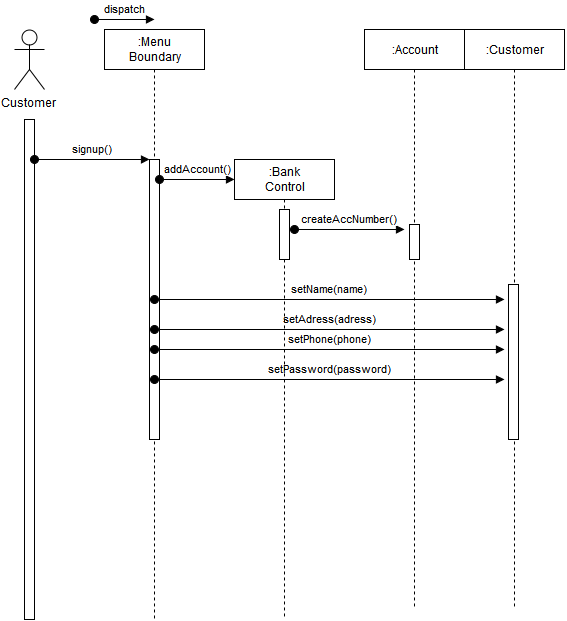 dispatch
:Menu
Boundary
:Account
:Customer
Customer
signup()
addAccount()
:Bank
Control
createAccNumber()
setName(name)
setAdress(adress)
setPhone(phone)
setPassword(password)